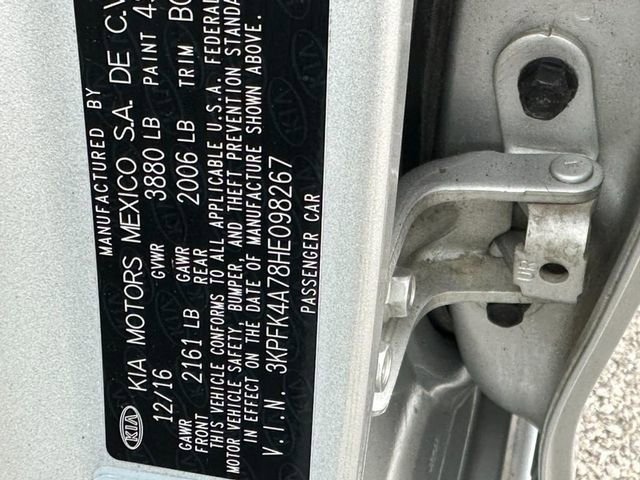 MANUFACTURED BY
KIA KIA MOTORS MEXICO S.A. DE C.V
12/16 GVWR 3880 LB PAINT 4S
GAWR FRONT 2161 LB GAWR REAR 2006 LB TRIM
THIS VEHICLE CONFORMS TO ALL APPLICABLE U.S.A. FEDERAL
MOTOR VEHICLE SAFETY, BUMPER, AND THEFT PREVENTION STANDA
IN EFFECT ON THE DATE OF MANUFACTURE SHOWN ABOVE.
V.I.N. 3KPFK4A78HE098267
PASSENGER CAR
UR